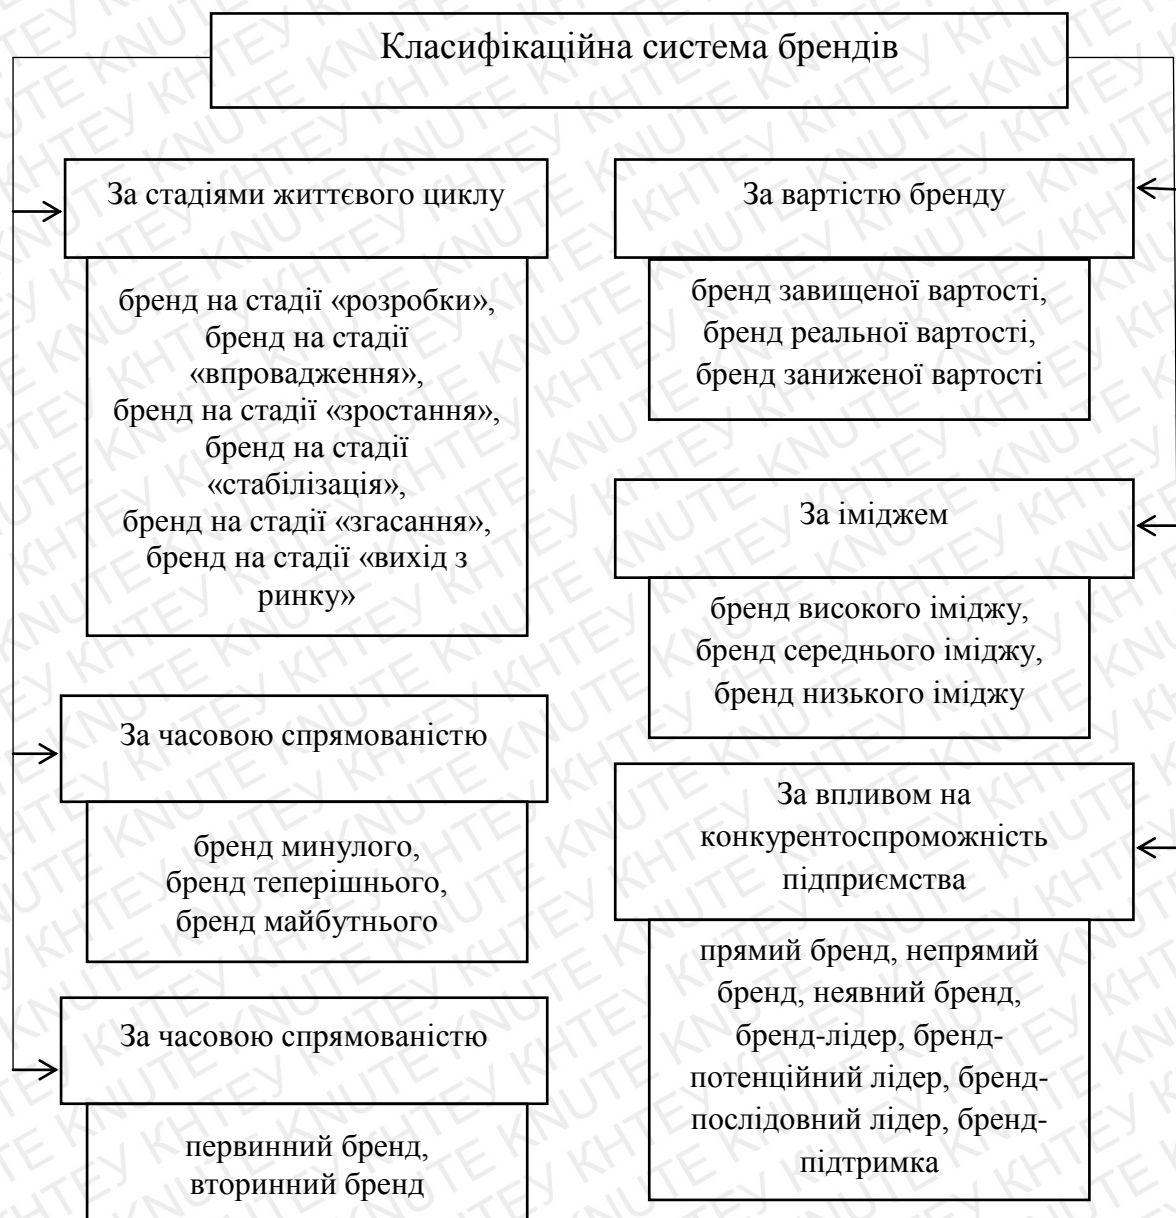 Класифікаційна система брендів
За стадіями життєвого циклу
бренд на стадії «розробки»,
бренд на стадії
«впровадження»,
бренд на стадії «зростання»,
бренд на стадії
«стабілізація»,
бренд на стадії «згасання»,
бренд на стадії «вихід з
ринку»
За часовою спрямованістю
бренд минулого,
бренд теперішнього,
бренд майбутнього
За часовою спрямованістю
первинний бренд,
вторинний бренд
За вартістю бренду
бренд завищеної вартості,
бренд реальної вартості,
бренд заниженої вартості
За іміджем
бренд високого іміджу,
бренд середнього іміджу,
бренд низького іміджу
За впливом на
конкурентоспроможність
підприємства
прямий бренд, непрямий
бренд, неявний бренд,
бренд-лідер, бренд-
потенційний лідер, бренд-
послідовний лідер, бренд-
підтримка